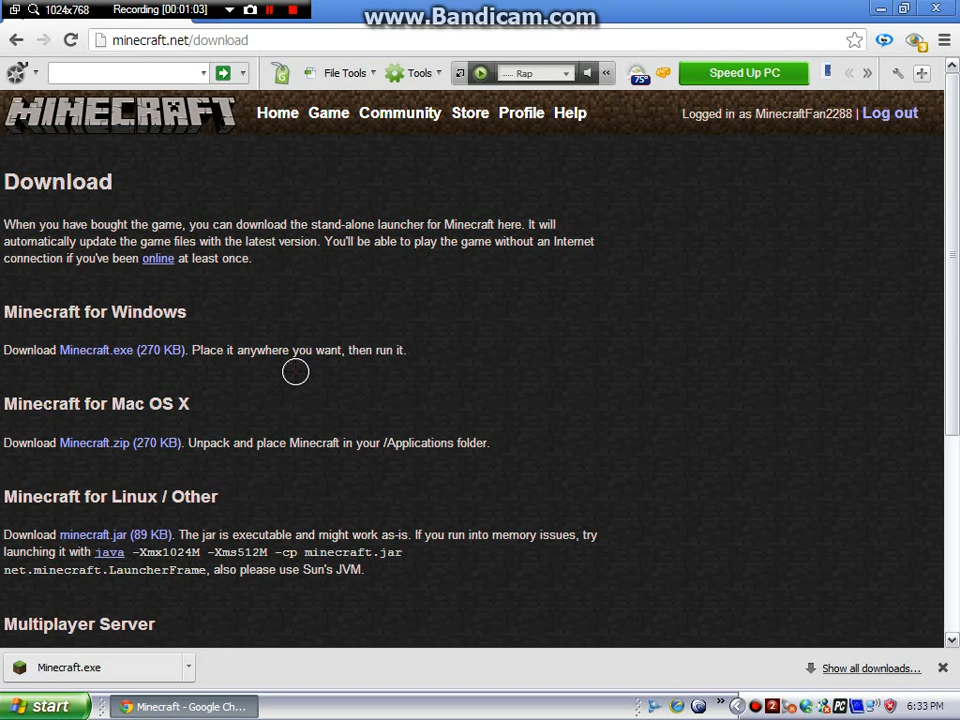 1024x768 Recording [00:01:03]
www.Bandicam.com
minecraft.net/download
File Tools Tools ..... Rap 75° Speed Up PC
MINECRAFT Home Game Community Store Profile Help Logged in as MinecraftFan2288 | Log out
Download
When you have bought the game, you can download the stand-alone launcher for Minecraft here. It will
automatically update the game files with the latest version. You'll be able to play the game without an Internet
connection if you've been online at least once.
Minecraft for Windows
Download Minecraft.exe (270 KB). Place it anywhere you want, then run it.
Minecraft for Mac OS X
Download Minecraft.zip (270 KB). Unpack and place Minecraft in your /Applications folder.
Minecraft for Linux / Other
Download minecraft.jar (89 KB). The jar is executable and might work as-is. If you run into memory issues, try
launching it with java -Xmx1024M -Xms512M -cp minecraft.jar
net.minecraft.LauncherFrame, also please use Sun's JVM.
Multiplayer Server
Minecraft.exe Show all downloads...
start Minecraft - Google Ch... 2 PC 6:33 PM